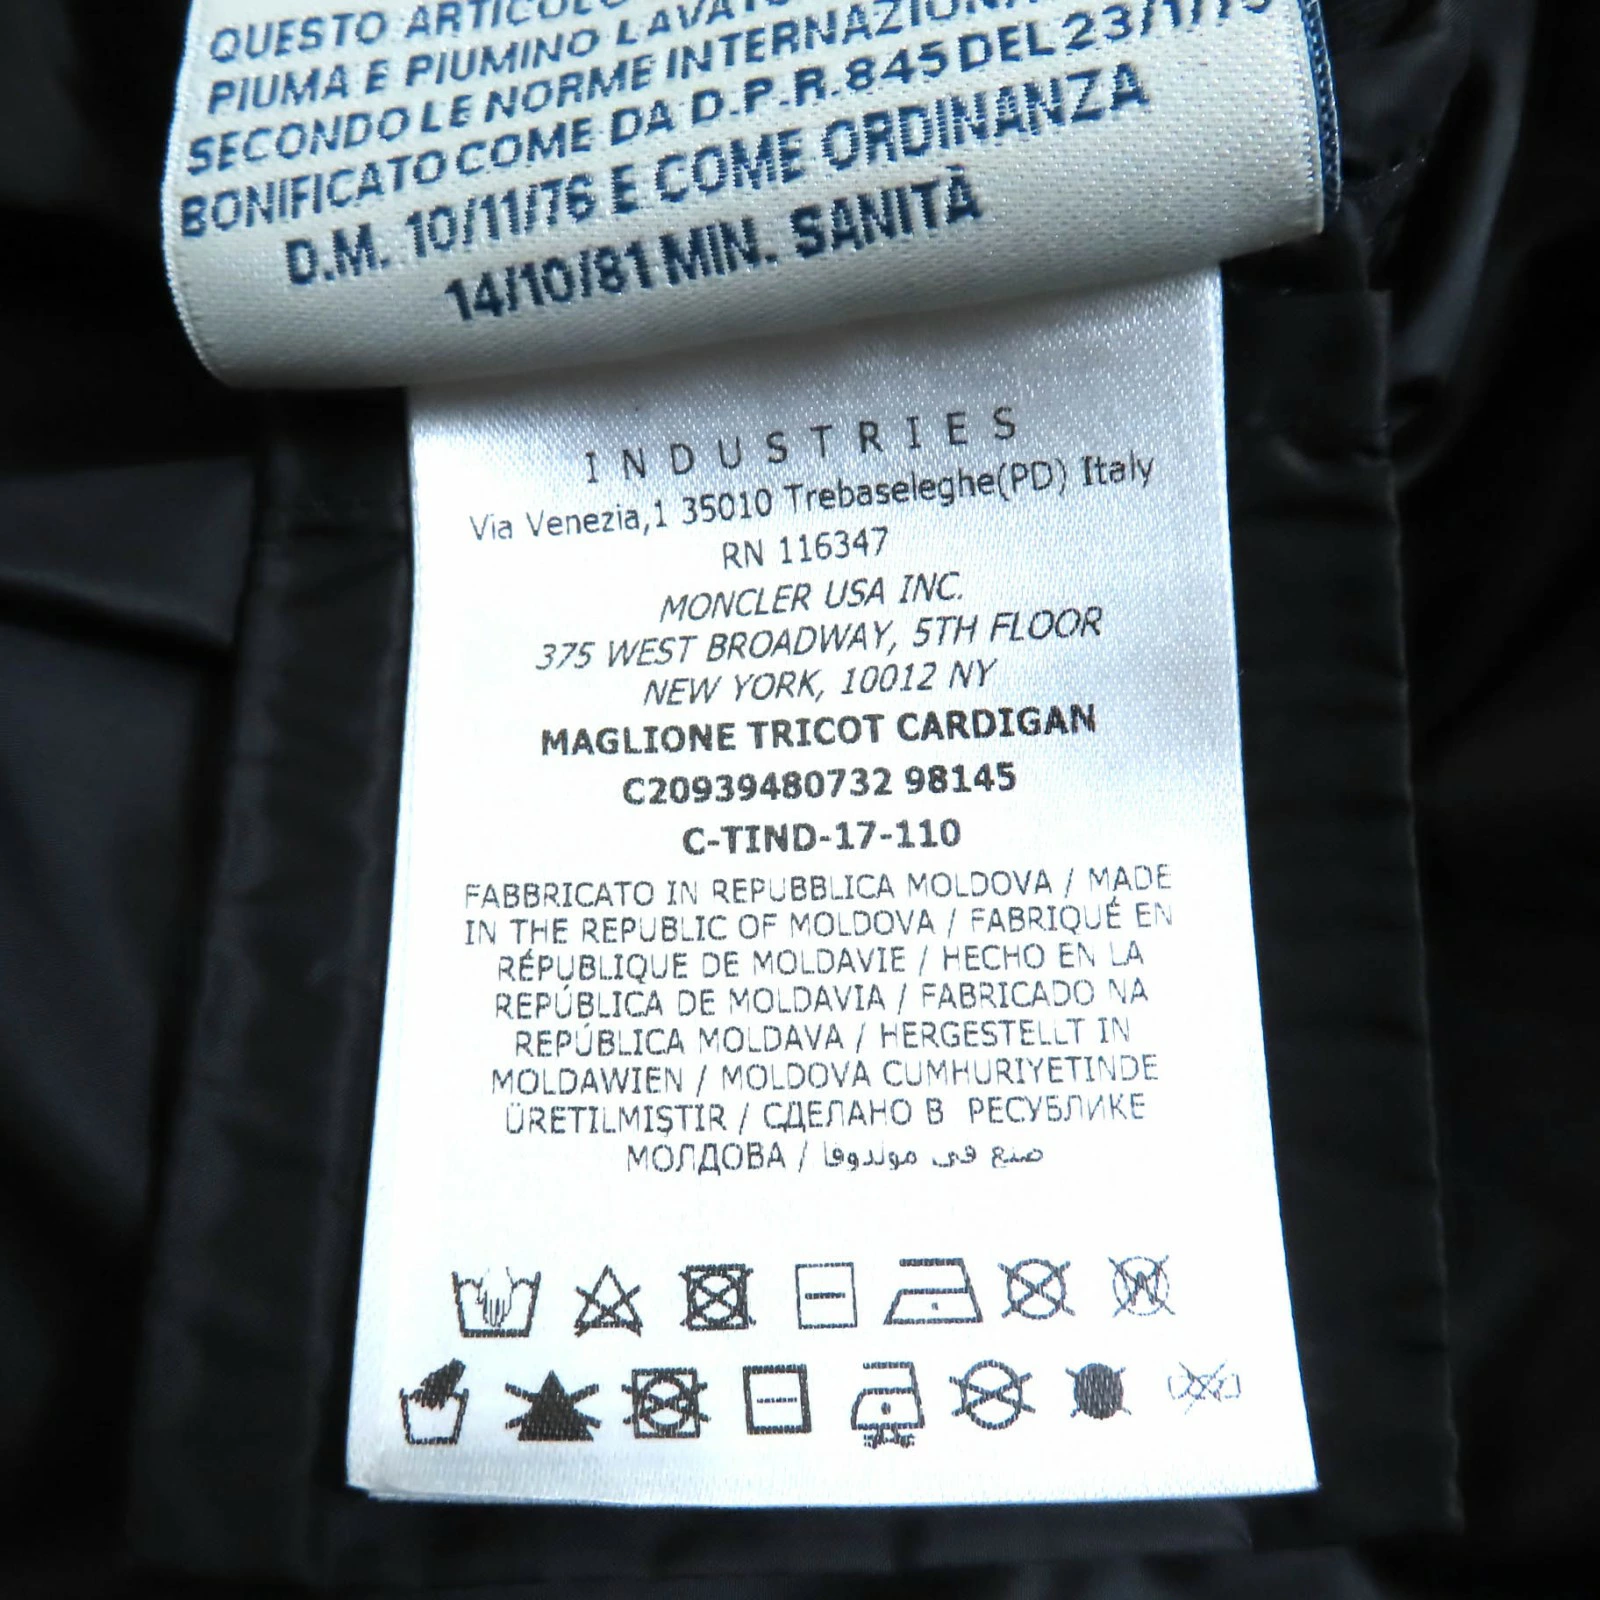 QUESTO ARTICOLO
PIUMA E PIUMINO LAVATO
SECONDO LE NORME INTERNAZIONA
BONIFICATO COME DA D.P.R. 845 DEL 23/1/75
D.M. 10/11/76 E COME ORDINANZA
14/10/81 MIN. SANITÀ
INDUSTRIES
Via Venezia,1 35010 Trebaseleghe(PD) Italy
RN 116347
MONCLER USA INC.
375 WEST BROADWAY, 5TH FLOOR
NEW YORK, 10012 NY
MAGLIONE TRICOT CARDIGAN
C20939480732 98145
C-TIND-17-110
FABBRICATO IN REPUBBLICA MOLDOVA / MADE
IN THE REPUBLIC OF MOLDOVA / FABRIQUÉ EN
RÉPUBLIQUE DE MOLDAVIE / HECHO EN LA
REPÚBLICA DE MOLDAVIA / FABRICADO NA
REPÚBLICA MOLDAVA / HERGESTELLT IN
MOLDAWIEN / MOLDOVA CUMHURIYETINDE
ÜRETILMIŞTIR / СДЕЛАНО В РЕСУБЛИКЕ
МОЛДОВА / صنع في مولدوفا
W